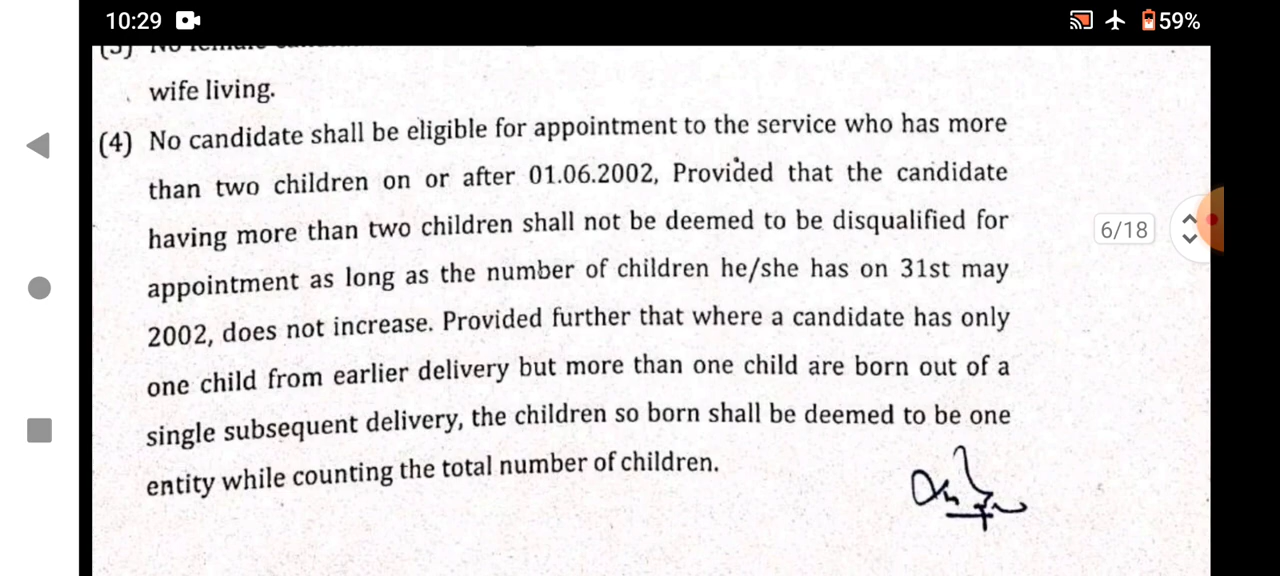 10:29
59%
wife living.
(4) No candidate shall be eligible for appointment to the service who has more
than two children on or after 01.06.2002, Provided that the candidate
having more than two children shall not be deemed to be disqualified for
appointment as long as the number of children he/she has on 31st may
2002, does not increase. Provided further that where a candidate has only
one child from earlier delivery but more than one child are born out of a
single subsequent delivery, the children so born shall be deemed to be one
entity while counting the total number of children.
6/18